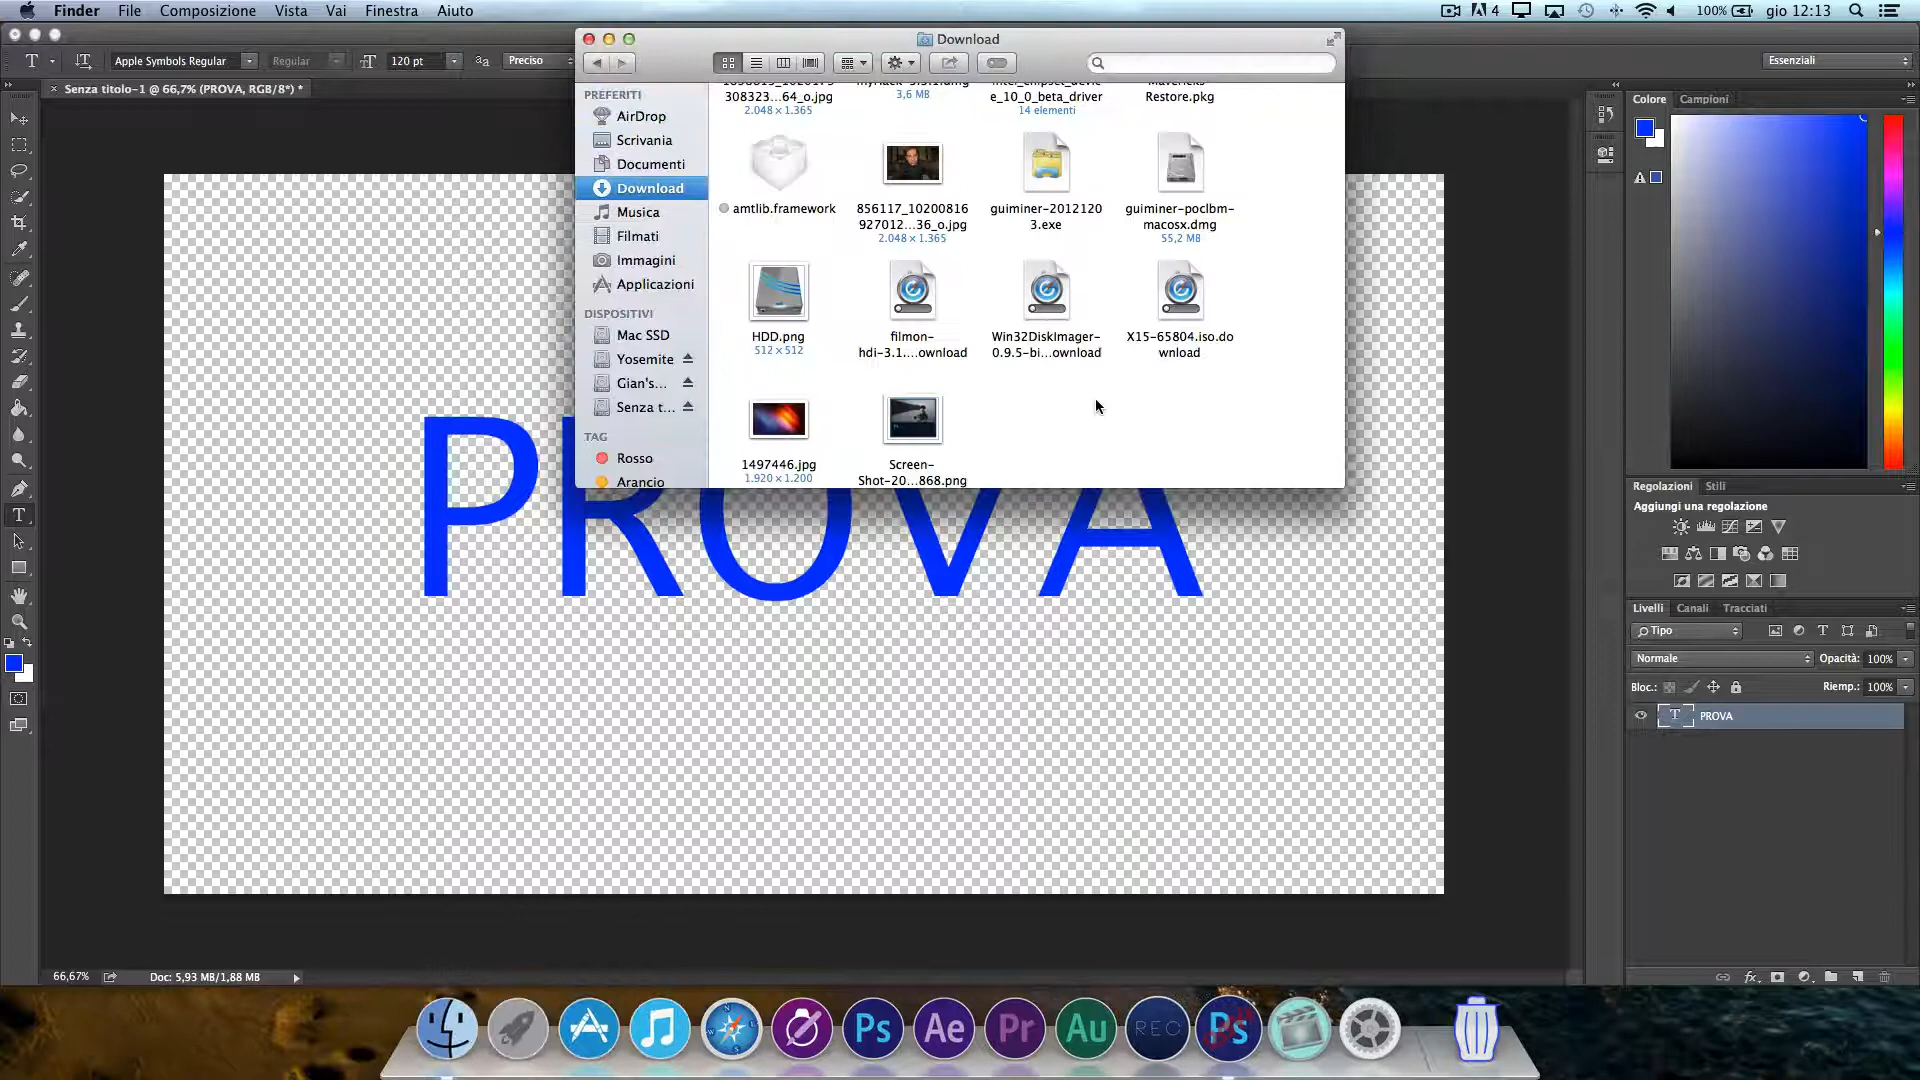 Finder File Composizione Vista Vai Finestra Aiuto
4
100%
gio 12:13
Download
T Apple Symbols Regular Regular 120 pt Preciso
Essenziali
Senza titolo-1 @ 66,7% (PROVA, RGB/8*) *
PREFERITI
AirDrop
Scrivania
Documenti
Download
Musica
Filmati
Immagini
Applicazioni
DISPOSITIVI
Mac SSD
Yosemite
Gian's...
Senza t...
TAG
Rosso
Arancio
308323...64_o.jpg
2.048 × 1.365
3,6 MB
e_10_0_beta_driver
14 elementi
Restore.pkg
amtlib.framework
856117_10200816
927012...36_o.jpg
2.048 × 1.365
guiminer-2012120
3.exe
guiminer-poclbm-
macosx.dmg
55,2 MB
HDD.png
512 × 512
filmon-
hdi-3.1....ownload
Win32DiskImager-
0.9.5-bi...ownload
X15-65804.iso.do
wnload
1497446.jpg
1.920 × 1.200
Screen-
Shot-20...868.png
PROVA
Colore Campioni
Regolazioni Stili
Aggiungi una regolazione
Livelli Canali Tracciati
Tipo
Normale Opacità: 100%
Bloc.: Riemp.: 100%
T PROVA
66,67% Doc: 5,93 MB/1,88 MB
fx
Ps Ae Pr Au REC Ps